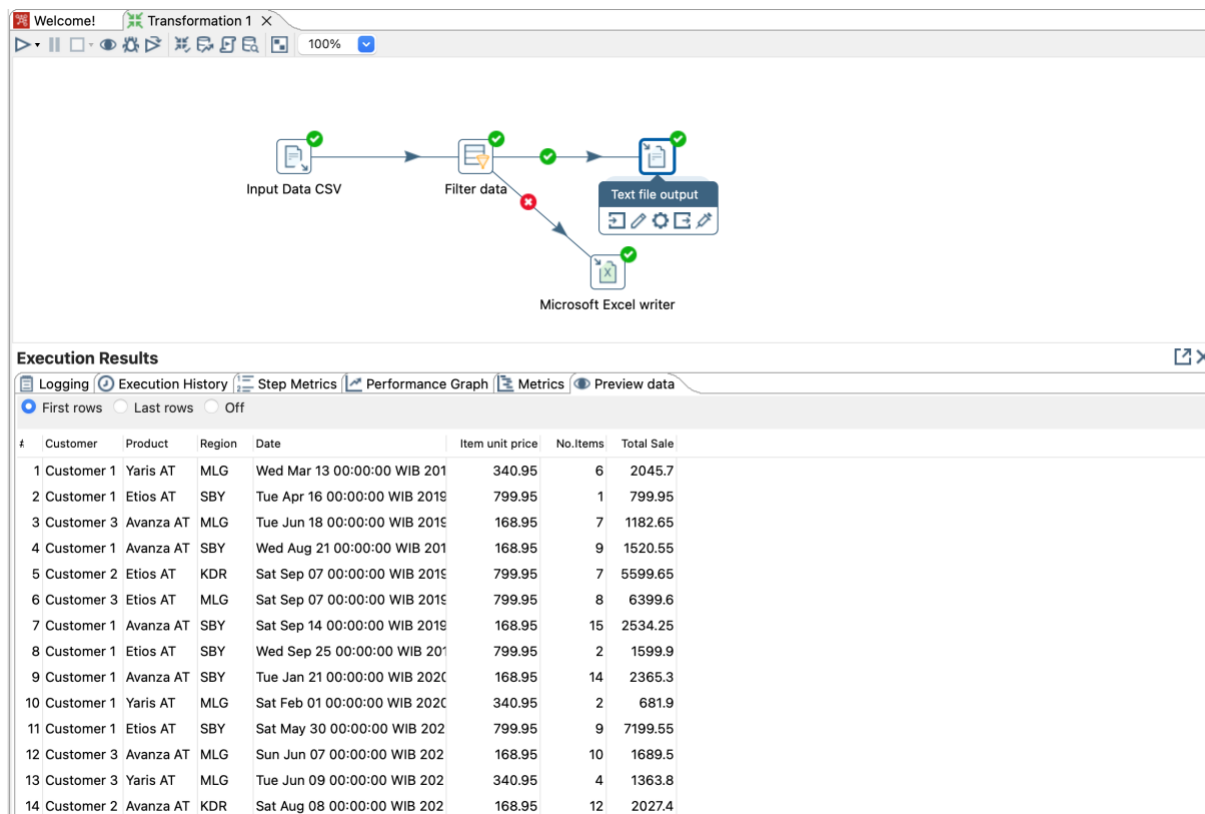 Welcome! Transformation 1
100%
Input Data CSV
Filter data
Text file output
Microsoft Excel writer
Execution Results
Logging Execution History Step Metrics Performance Graph Metrics Preview data
First rows Last rows Off
Customer Product Region Date Item unit price No.Items Total Sale
1 Customer 1 Yaris AT MLG Wed Mar 13 00:00:00 WIB 201 340.95 6 2045.7
2 Customer 1 Etios AT SBY Tue Apr 16 00:00:00 WIB 2019 799.95 1 799.95
3 Customer 3 Avanza AT MLG Tue Jun 18 00:00:00 WIB 2019 168.95 7 1182.65
4 Customer 1 Avanza AT SBY Wed Aug 21 00:00:00 WIB 201 168.95 9 1520.55
5 Customer 2 Etios AT KDR Sat Sep 07 00:00:00 WIB 2019 799.95 7 5599.65
6 Customer 3 Etios AT MLG Sat Sep 07 00:00:00 WIB 2019 799.95 8 6399.6
7 Customer 1 Avanza AT SBY Sat Sep 14 00:00:00 WIB 2019 168.95 15 2534.25
8 Customer 1 Etios AT SBY Wed Sep 25 00:00:00 WIB 201 799.95 2 1599.9
9 Customer 1 Avanza AT SBY Tue Jan 21 00:00:00 WIB 2020 168.95 14 2365.3
10 Customer 1 Yaris AT MLG Sat Feb 01 00:00:00 WIB 2020 340.95 2 681.9
11 Customer 1 Etios AT SBY Sat May 30 00:00:00 WIB 202 799.95 9 7199.55
12 Customer 3 Avanza AT MLG Sun Jun 07 00:00:00 WIB 202 168.95 10 1689.5
13 Customer 3 Yaris AT MLG Tue Jun 09 00:00:00 WIB 202 340.95 4 1363.8
14 Customer 2 Avanza AT KDR Sat Aug 08 00:00:00 WIB 202 168.95 12 2027.4